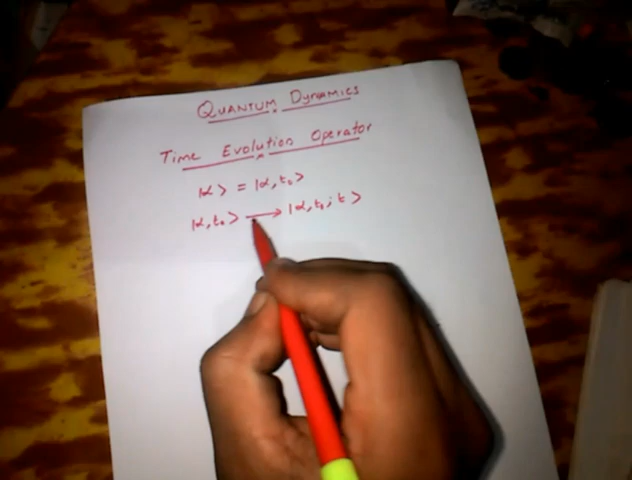 QUANTUM DYNAMICS
Time Evolution Operator
|α> = |α, t₀>
|α, t₀> ⟶ |α, t₀; t>